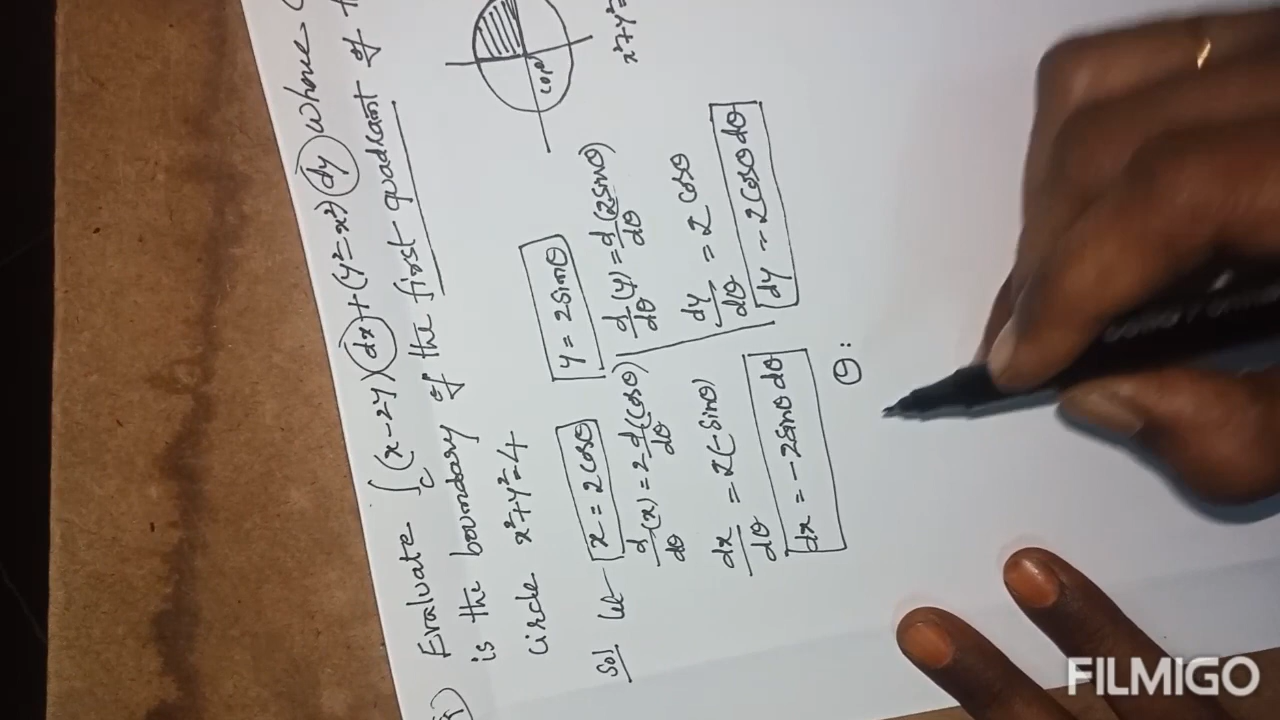 Evaluate ∫c (x-2y) dx + (y²-x²) dy where C
is the boundary of the first quadrant of
circle x²+y²=4
Sol let x = 2cosθ y = 2sinθ
d/dθ (x) = 2 d/dθ (cosθ) d/dθ (y) = d/dθ (2sinθ)
dx/dθ = 2(-sinθ) dy/dθ = 2cosθ
dx = -2sinθ dθ dy = 2cosθ dθ
θ:
x²+y²=
FILMIGO